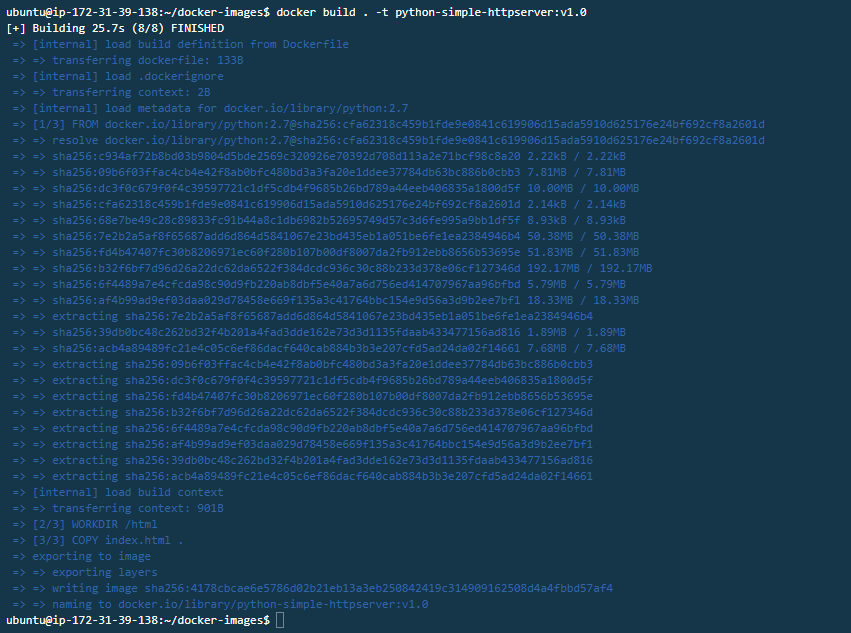 ubuntu@ip-172-31-39-138:~/docker-images$ docker build . -t python-simple-httpserver:v1.0
[+] Building 25.7s (8/8) FINISHED
=> [internal] load build definition from Dockerfile
=> => transferring dockerfile: 133B
=> [internal] load .dockerignore
=> => transferring context: 2B
=> [internal] load metadata for docker.io/library/python:2.7
=> [1/3] FROM docker.io/library/python:2.7@sha256:cfa62318c459b1fde9e0841c619906d15ada5910d625176e24bf692cf8a2601d
=> => resolve docker.io/library/python:2.7@sha256:cfa62318c459b1fde9e0841c619906d15ada5910d625176e24bf692cf8a2601d
=> => sha256:c934af72b8bd03b9804d5bde2569c320926e70392d708d113a2e71bcf98c8a20 2.22kB / 2.22kB
=> => sha256:09b6f03ffac4cb4e42f8ab0bfc480bd3a3fa20e1ddee37784db63bc886b0cbb3 7.81MB / 7.81MB
=> => sha256:dc3f0c679f0f4c39597721c1df5cdb4f9685b26bd789a44eeb406835a1800d5f 10.00MB / 10.00MB
=> => sha256:cfa62318c459b1fde9e0841c619906d15ada5910d625176e24bf692cf8a2601d 2.14kB / 2.14kB
=> => sha256:68e7be49c28c89833fc91b44a8c1db6982b52695749d57c3d6fe995a9bb1df5f 8.93kB / 8.93kB
=> => sha256:7e2b2a5af8f65687add6d864d5841067e23bd435eb1a051be6fe1ea2384946b4 50.38MB / 50.38MB
=> => sha256:fd4b47407fc30b8206971ec60f280b107b00df8007da2fb912ebb8656b53695e 51.83MB / 51.83MB
=> => sha256:b32f6bf7d96d26a22dc62da6522f384dcdc936c30c88b233d378e06cf127346d 192.17MB / 192.17MB
=> => sha256:6f4489a7e4cfcda98c90d9fb220ab8dbf5e40a7a6d756ed414707967aa96bfbd 5.79MB / 5.79MB
=> => sha256:af4b99ad9ef03daa029d78458e669f135a3c41764bbc154e9d56a3d9b2ee7bf1 18.33MB / 18.33MB
=> => extracting sha256:7e2b2a5af8f65687add6d864d5841067e23bd435eb1a051be6fe1ea2384946b4
=> => sha256:39db0bc48c262bd32f4b201a4fad3dde162e73d3d1135fdaab433477156ad816 1.89MB / 1.89MB
=> => sha256:acb4a89489fc21e4c05c6ef86dacf640cab884b3b3e207cfd5ad24da02f14661 7.68MB / 7.68MB
=> => extracting sha256:09b6f03ffac4cb4e42f8ab0bfc480bd3a3fa20e1ddee37784db63bc886b0cbb3
=> => extracting sha256:dc3f0c679f0f4c39597721c1df5cdb4f9685b26bd789a44eeb406835a1800d5f
=> => extracting sha256:fd4b47407fc30b8206971ec60f280b107b00df8007da2fb912ebb8656b53695e
=> => extracting sha256:b32f6bf7d96d26a22dc62da6522f384dcdc936c30c88b233d378e06cf127346d
=> => extracting sha256:6f4489a7e4cfcda98c90d9fb220ab8dbf5e40a7a6d756ed414707967aa96bfbd
=> => extracting sha256:af4b99ad9ef03daa029d78458e669f135a3c41764bbc154e9d56a3d9b2ee7bf1
=> => extracting sha256:39db0bc48c262bd32f4b201a4fad3dde162e73d3d1135fdaab433477156ad816
=> => extracting sha256:acb4a89489fc21e4c05c6ef86dacf640cab884b3b3e207cfd5ad24da02f14661
=> [internal] load build context
=> => transferring context: 901B
=> [2/3] WORKDIR /html
=> [3/3] COPY index.html .
=> exporting to image
=> => exporting layers
=> => writing image sha256:4178cbcae6e5786d02b21eb13a3eb250842419c314909162508d4a4fbbd57af4
=> => naming to docker.io/library/python-simple-httpserver:v1.0
ubuntu@ip-172-31-39-138:~/docker-images$